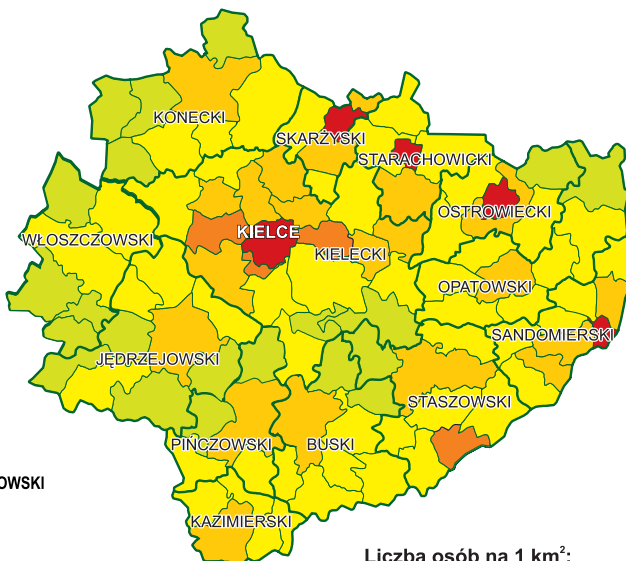 KONECKI
SKARŻYSKI
STARACHOWICKI
OSTROWIECKI
KIELCE
WŁOSZCZOWSKI
KIELECKI
OPATOWSKI
SANDOMIERSKI
JĘDRZEJOWSKI
STASZOWSKI
PIŃCZOWSKI
BUSKI
OWSKI
KAZIMIERSKI
Liczba osób na 1 km²: